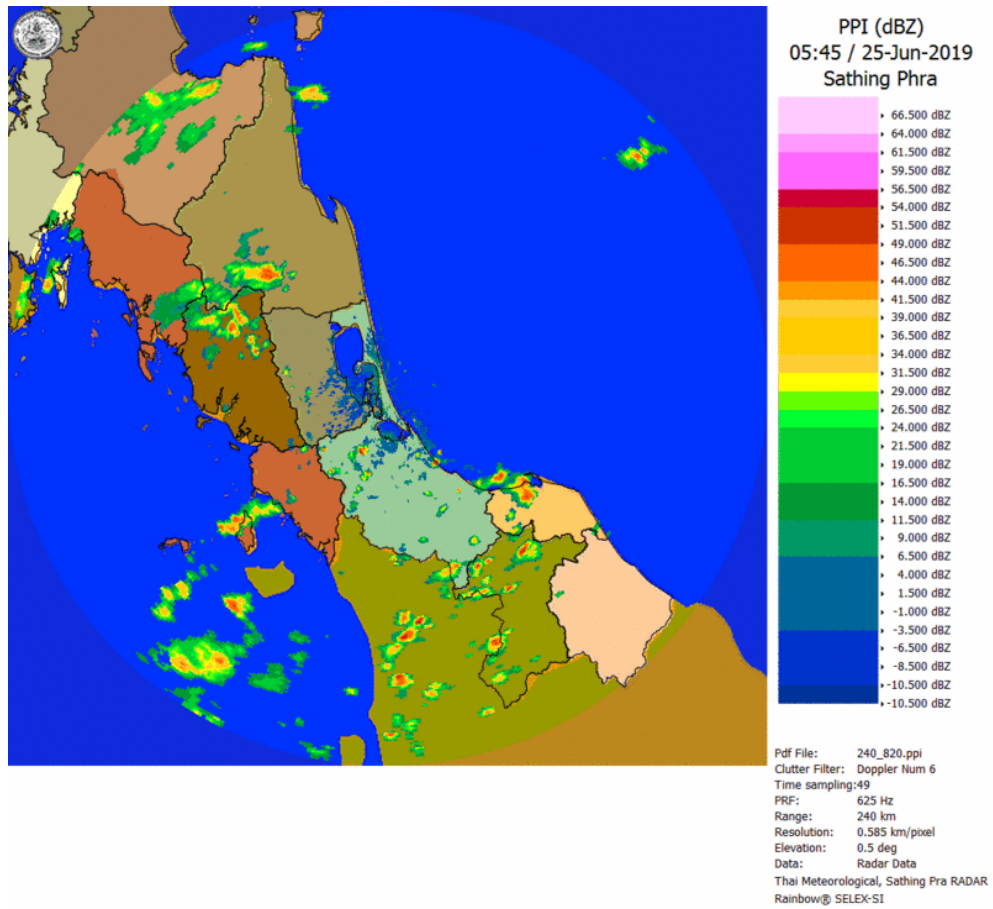 PPI (dBZ)
05:45 / 25-Jun-2019
Sathing Phra
66.500 dBZ
64.000 dBZ
61.500 dBZ
59.500 dBZ
56.500 dBZ
54.000 dBZ
51.500 dBZ
49.000 dBZ
46.500 dBZ
44.000 dBZ
41.500 dBZ
39.000 dBZ
36.500 dBZ
34.000 dBZ
31.500 dBZ
29.000 dBZ
26.500 dBZ
24.000 dBZ
21.500 dBZ
19.000 dBZ
16.500 dBZ
14.000 dBZ
11.500 dBZ
9.000 dBZ
6.500 dBZ
4.000 dBZ
1.500 dBZ
-1.000 dBZ
-3.500 dBZ
-6.500 dBZ
-8.500 dBZ
-10.500 dBZ
-10.500 dBZ
Pdf File: 240_820.ppi
Clutter Filter: Doppler Num 6
Time sampling:49
PRF: 625 Hz
Range: 240 km
Resolution: 0.585 km/pixel
Elevation: 0.5 deg
Data: Radar Data
Thai Meteorological, Sathing Pra RADAR
Rainbow® SELEX-SI